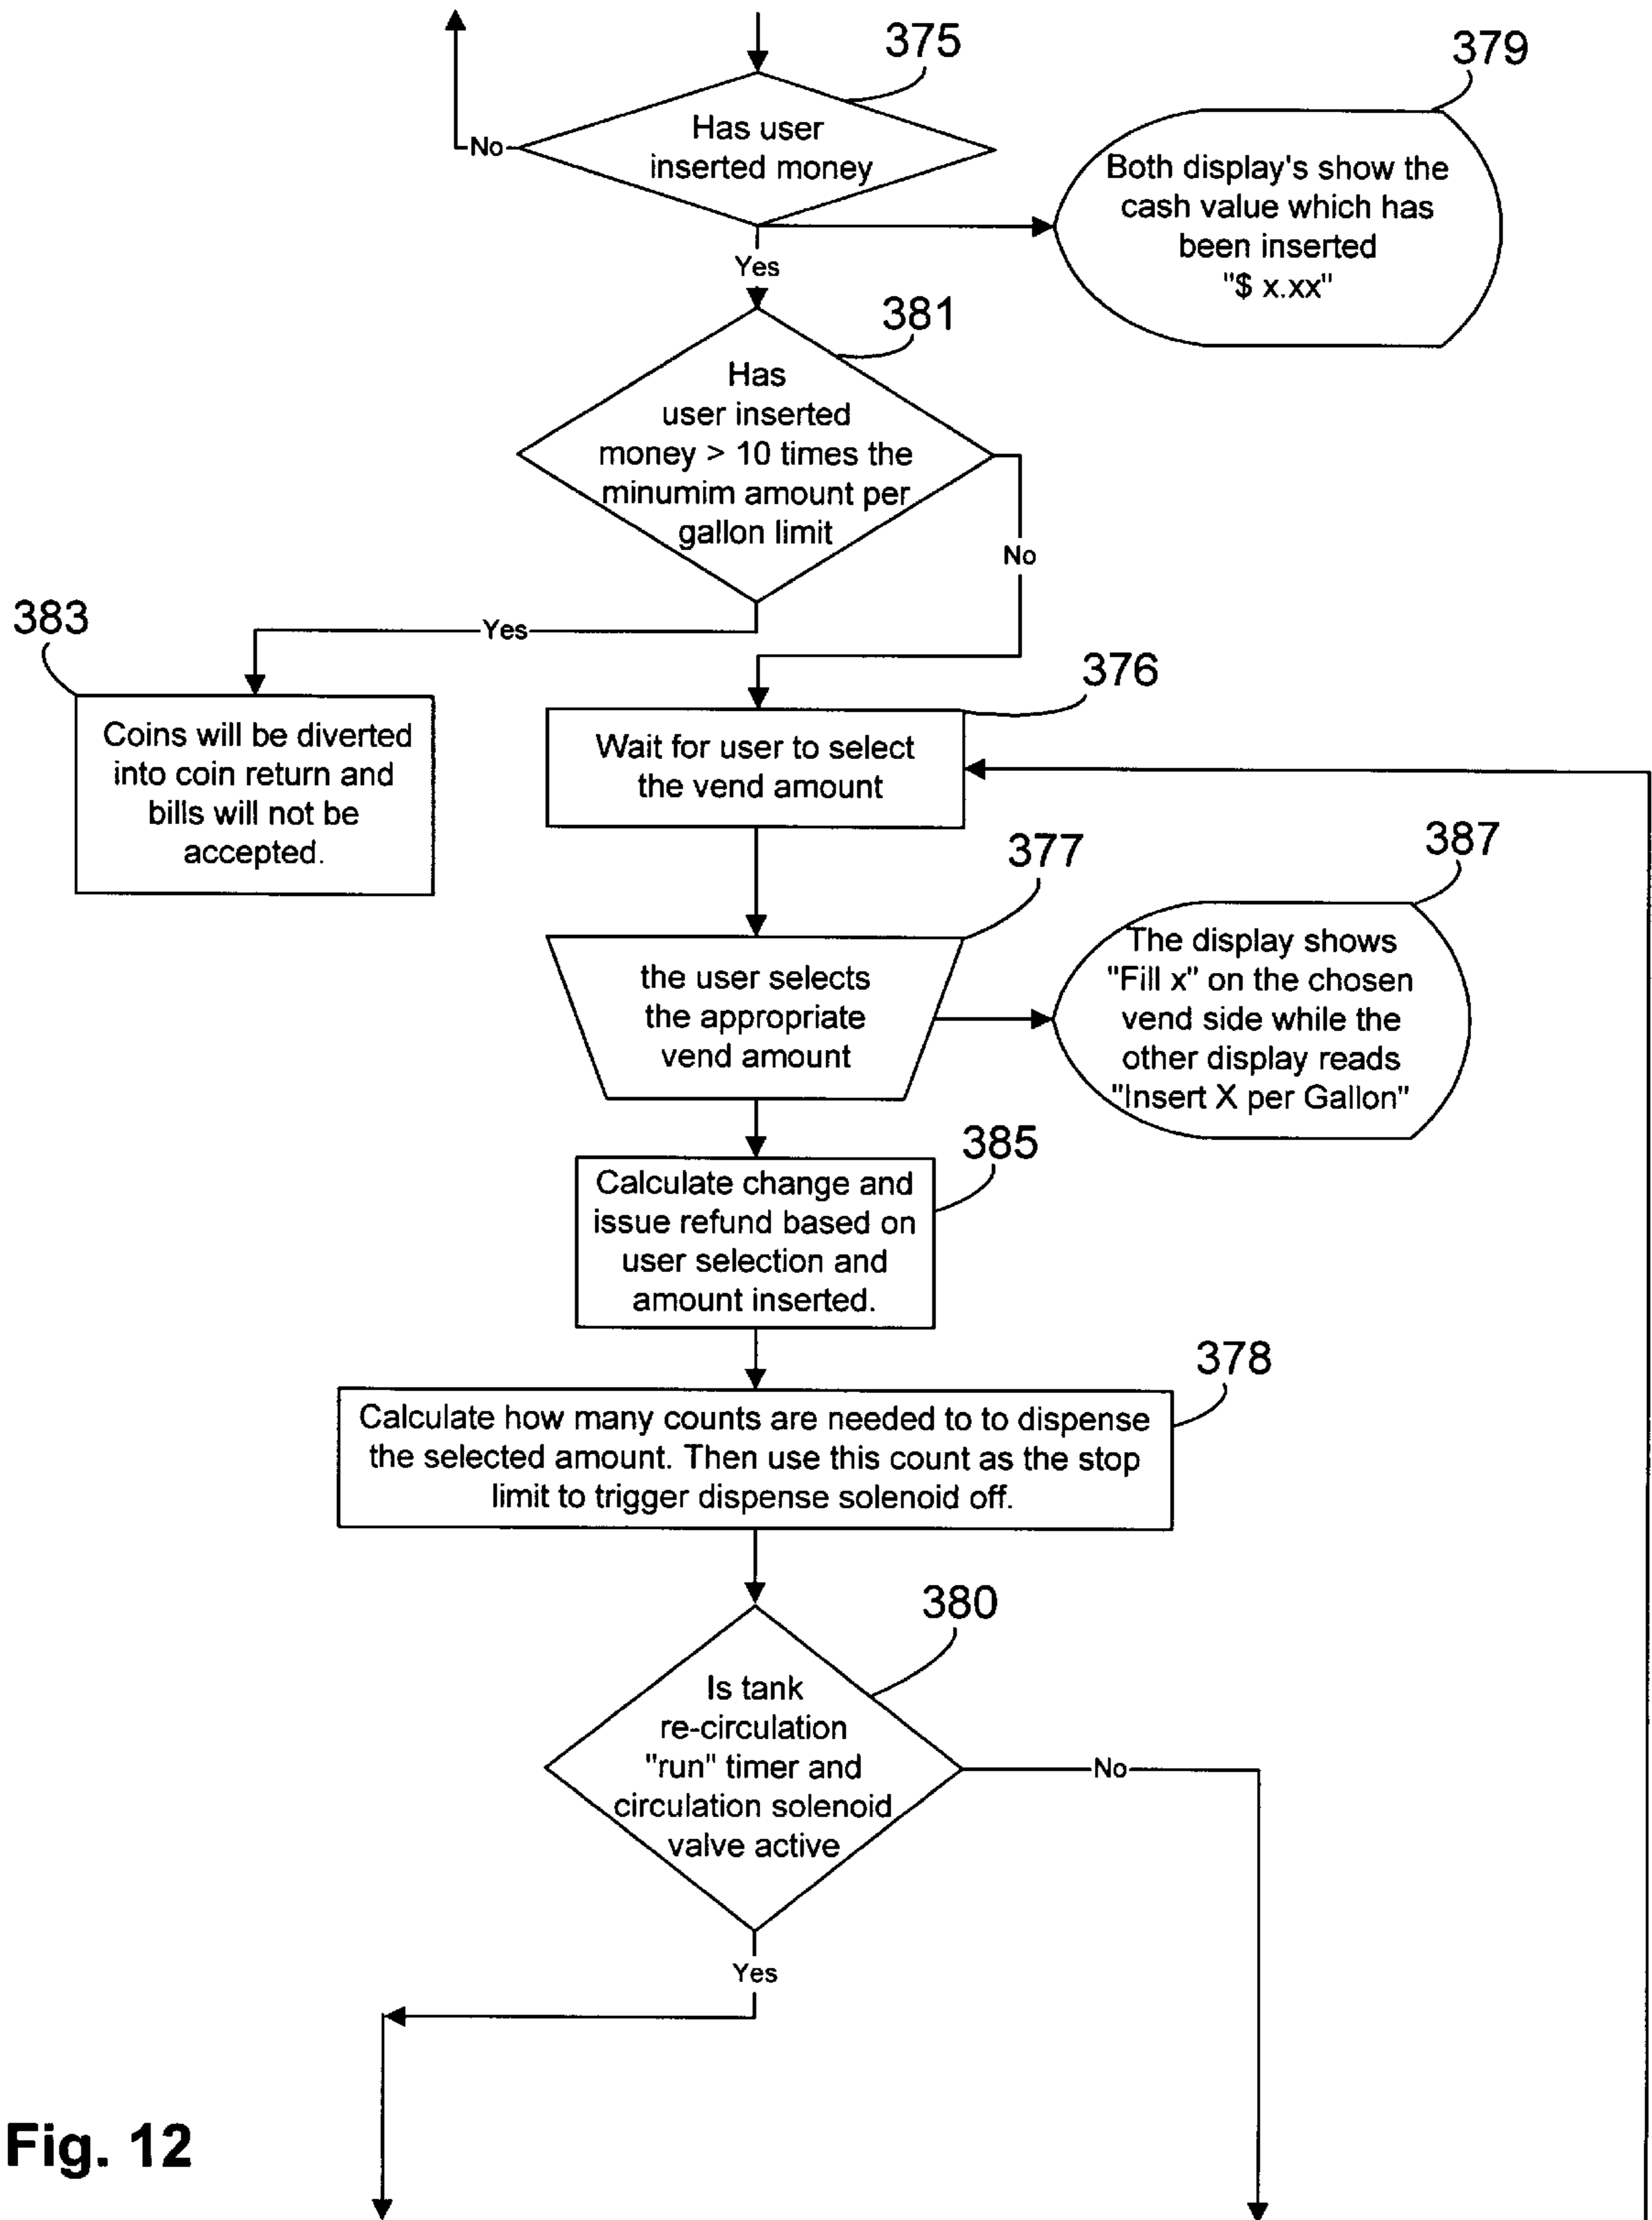 375
379
Has user
inserted money
No
Both display's show the
cash value which has
been inserted
"$ x.xx"
Yes
381
Has
user inserted
money > 10 times the
minumim amount per
gallon limit
No
Yes
383
Coins will be diverted
into coin return and
bills will not be
accepted.
376
Wait for user to select
the vend amount
377
387
the user selects
the appropriate
vend amount
The display shows
"Fill x" on the chosen
vend side while the
other display reads
"Insert X per Gallon"
385
Calculate change and
issue refund based on
user selection and
amount inserted.
378
Calculate how many counts are needed to to dispense
the selected amount. Then use this count as the stop
limit to trigger dispense solenoid off.
380
Is tank
re-circulation
"run" timer and
circulation solenoid
valve active
No
Yes
Fig. 12